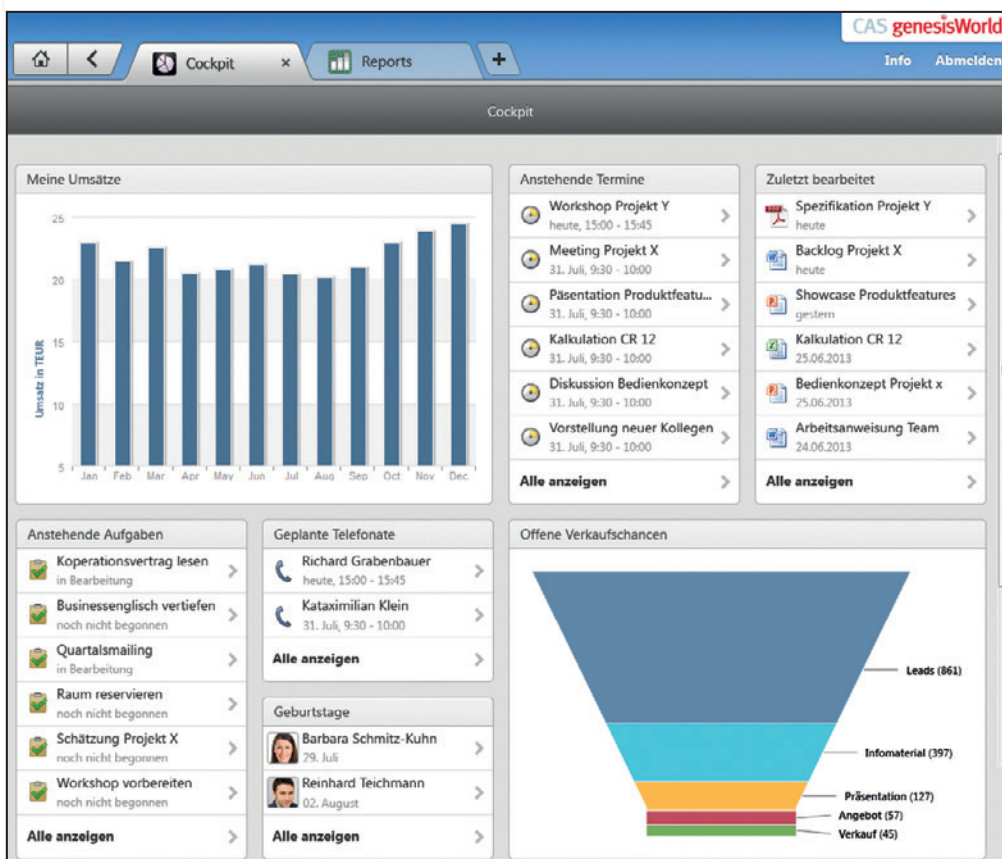 CAS genesisWorld
Cockpit
Reports
Info Abmelden
Cockpit
Meine Umsätze
25
20
15
10
5
Umsatz in TEUR
Jan Feb Mar Apr May Jun Jul Aug Sep Oct Nov Dec
Anstehende Termine
Workshop Projekt Y
heute, 15:00 - 15:45
Meeting Projekt X
31. Juli, 9:30 - 10:00
Päsentation Produktfeatu...
31. Juli, 9:30 - 10:00
Kalkulation CR 12
31. Juli, 9:30 - 10:00
Diskussion Bedienkonzept
31. Juli, 9:30 - 10:00
Vorstellung neuer Kollegen
31. Juli, 9:30 - 10:00
Alle anzeigen
Zuletzt bearbeitet
Spezifikation Projekt Y
heute
Backlog Projekt X
heute
Showcase Produktfeatures
gestern
Kalkulation CR 12
25.06.2013
Bedienkonzept Projekt x
25.06.2013
Arbeitsanweisung Team
24.06.2013
Alle anzeigen
Anstehende Aufgaben
Koperationsvertrag lesen
in Bearbeitung
Businessenglisch vertiefen
noch nicht begonnen
Quartalsmailing
in Bearbeitung
Raum reservieren
noch nicht begonnen
Schätzung Projekt X
noch nicht begonnen
Workshop vorbereiten
noch nicht begonnen
Alle anzeigen
Geplante Telefonate
Richard Grabenbauer
heute, 15:00 - 15:45
Kataximilian Klein
31. Juli, 9:30 - 10:00
Alle anzeigen
Geburtstage
Barbara Schmitz-Kuhn
29. Juli
Reinhard Teichmann
02. August
Alle anzeigen
Offene Verkaufschancen
Leads (861)
Infomaterial (397)
Präsentation (127)
Angebot (57)
Verkauf (45)